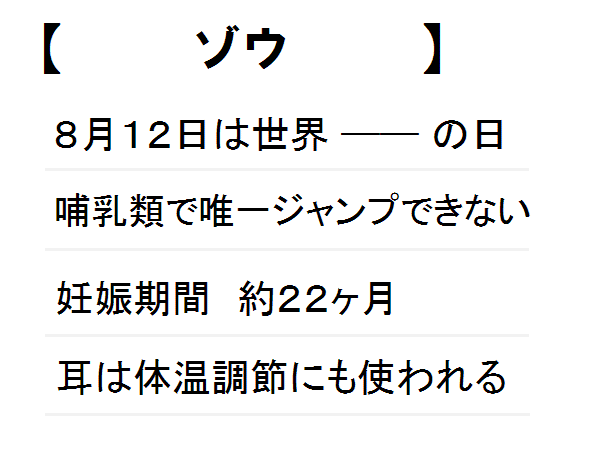 【 ゾウ 】
８月１２日は世界 ―― の日
哺乳類で唯一ジャンプできない
妊娠期間　約２２ヶ月
耳は体温調節にも使われる